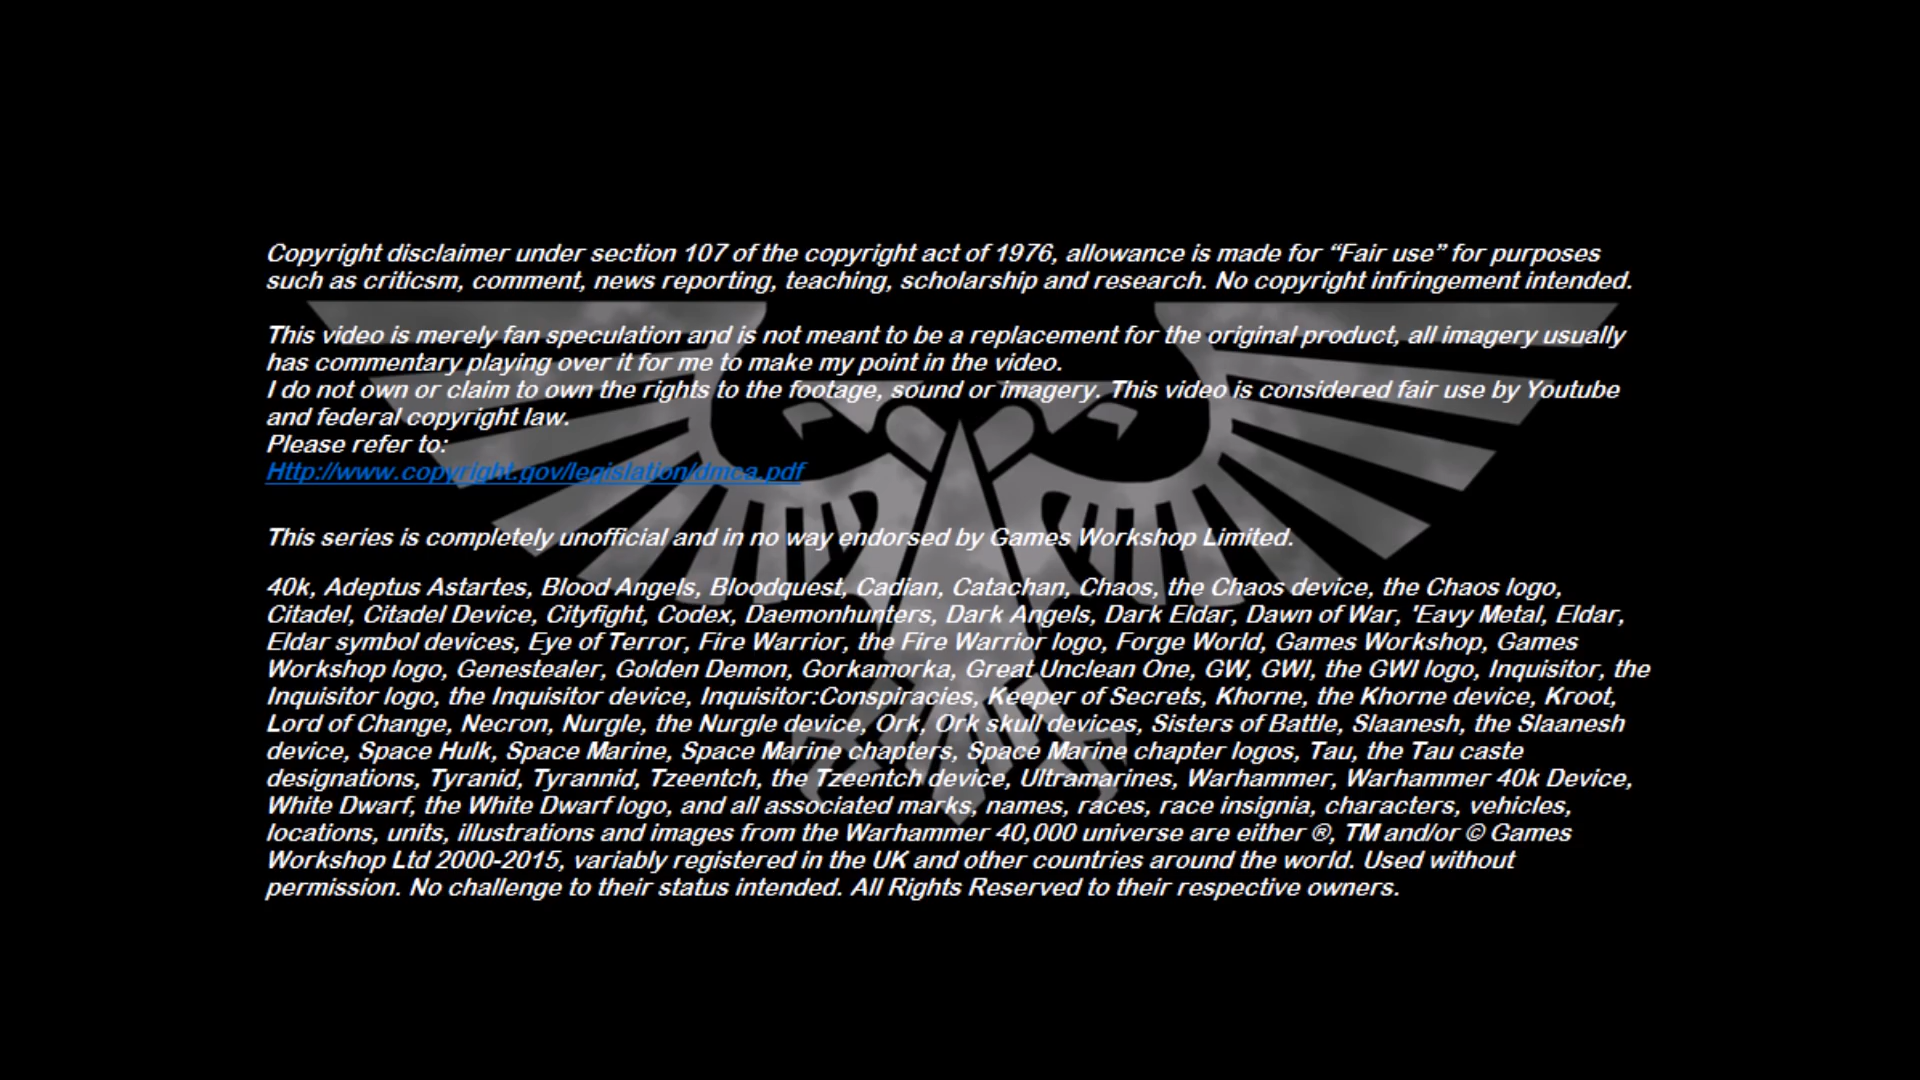 Copyright disclaimer under section 107 of the copyright act of 1976, allowance is made for “Fair use” for purposes
such as criticsm, comment, news reporting, teaching, scholarship and research. No copyright infringement intended.
This video is merely fan speculation and is not meant to be a replacement for the original product, all imagery usually
has commentary playing over it for me to make my point in the video.
I do not own or claim to own the rights to the footage, sound or imagery. This video is considered fair use by Youtube
and federal copyright law.
Please refer to:
Http://www.copyright.gov/legislation/dmca.pdf
This series is completely unofficial and in no way endorsed by Games Workshop Limited.
40k, Adeptus Astartes, Blood Angels, Bloodquest, Cadian, Catachan, Chaos, the Chaos device, the Chaos logo,
Citadel, Citadel Device, Cityfight, Codex, Daemonhunters, Dark Angels, Dark Eldar, Dawn of War, 'Eavy Metal, Eldar,
Eldar symbol devices, Eye of Terror, Fire Warrior, the Fire Warrior logo, Forge World, Games Workshop, Games
Workshop logo, Genestealer, Golden Demon, Gorkamorka, Great Unclean One, GW, GWI, the GWI logo, Inquisitor, the
Inquisitor logo, the Inquisitor device, Inquisitor:Conspiracies, Keeper of Secrets, Khorne, the Khorne device, Kroot,
Lord of Change, Necron, Nurgle, the Nurgle device, Ork, Ork skull devices, Sisters of Battle, Slaanesh, the Slaanesh
device, Space Hulk, Space Marine, Space Marine chapters, Space Marine chapter logos, Tau, the Tau caste
designations, Tyranid, Tyrannid, Tzeentch, the Tzeentch device, Ultramarines, Warhammer, Warhammer 40k Device,
White Dwarf, the White Dwarf logo, and all associated marks, names, races, race insignia, characters, vehicles,
locations, units, illustrations and images from the Warhammer 40,000 universe are either ®, TM and/or © Games
Workshop Ltd 2000-2015, variably registered in the UK and other countries around the world. Used without
permission. No challenge to their status intended. All Rights Reserved to their respective owners.